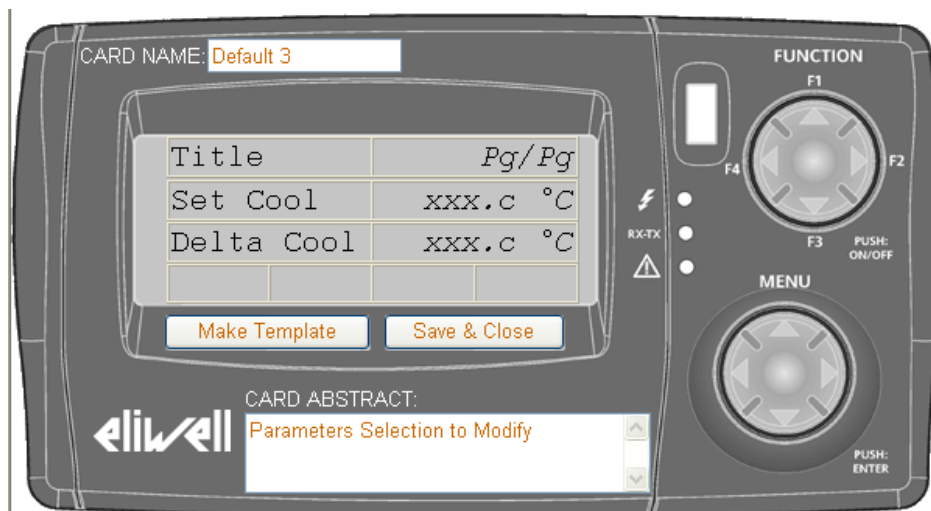 CARD NAME: Default 3
FUNCTION
F1
F2
F3
F4
PUSH:
ON/OFF
Title Pg/Pg
Set Cool xxx.c °C
Delta Cool xxx.c °C
RX-TX
Make Template Save & Close
MENU
PUSH:
ENTER
CARD ABSTRACT:
eliwell
Parameters Selection to Modify